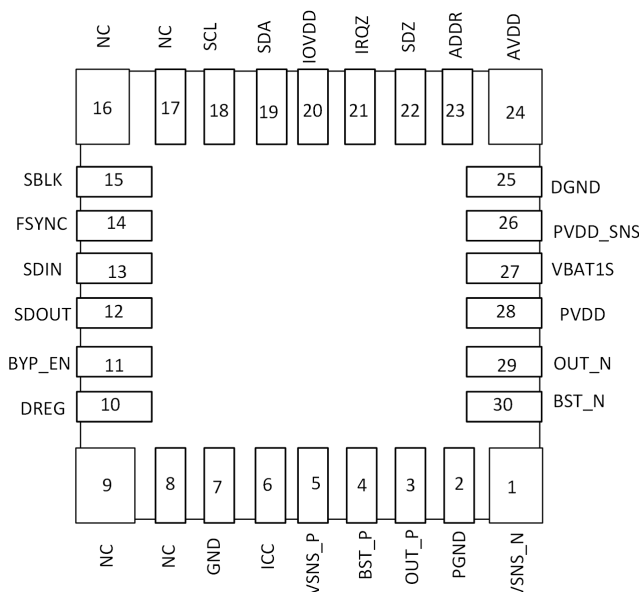 NC
NC
SCL
SDA
IOVDD
IRQZ
SDZ
ADDR
AVDD
16
17
18
19
20
21
22
23
24
SBLK
15
25
DGND
FSYNC
14
26
PVDD_SNS
SDIN
13
27
VBAT1S
SDOUT
12
28
PVDD
BYP_EN
11
29
OUT_N
DREG
10
30
BST_N
9
8
7
6
5
4
3
2
1
NC
NC
GND
ICC
VSNS_P
BST_P
OUT_P
PGND
VSNS_N